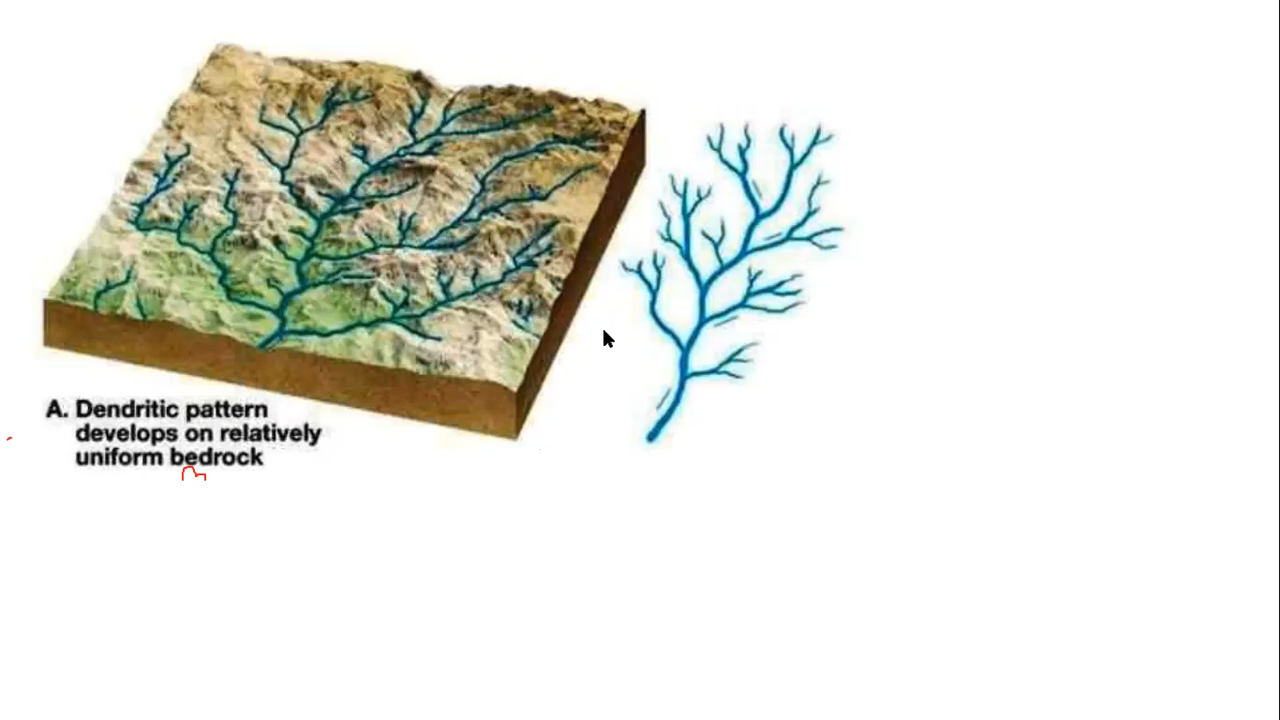 A. Dendritic pattern
develops on relatively
uniform bedrock